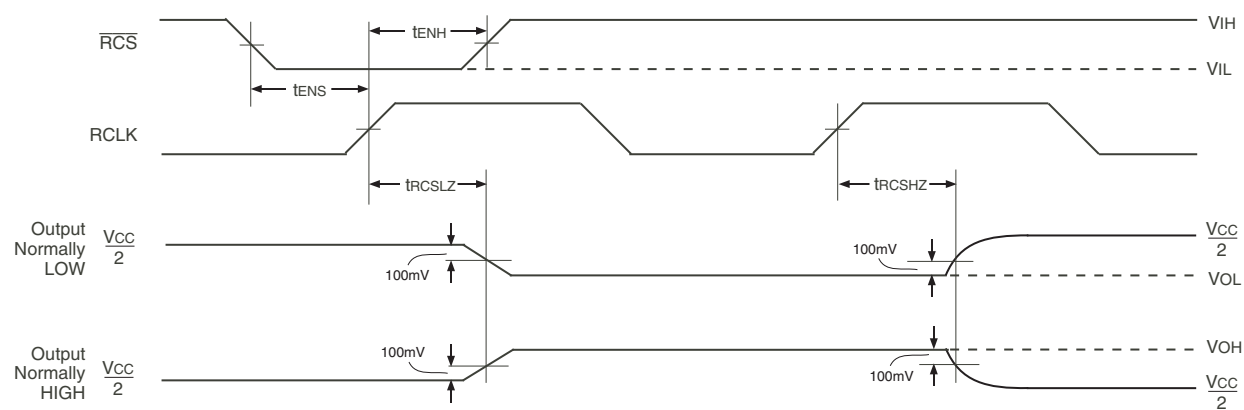 RCS
tENH
VIH
VIL
tENS
RCLK
tRCSLZ
tRCSHZ
Output
Normally
LOW
VCC
2
100mV
100mV
VCC
2
VOL
Output
Normally
HIGH
VCC
2
100mV
100mV
VOH
VCC
2